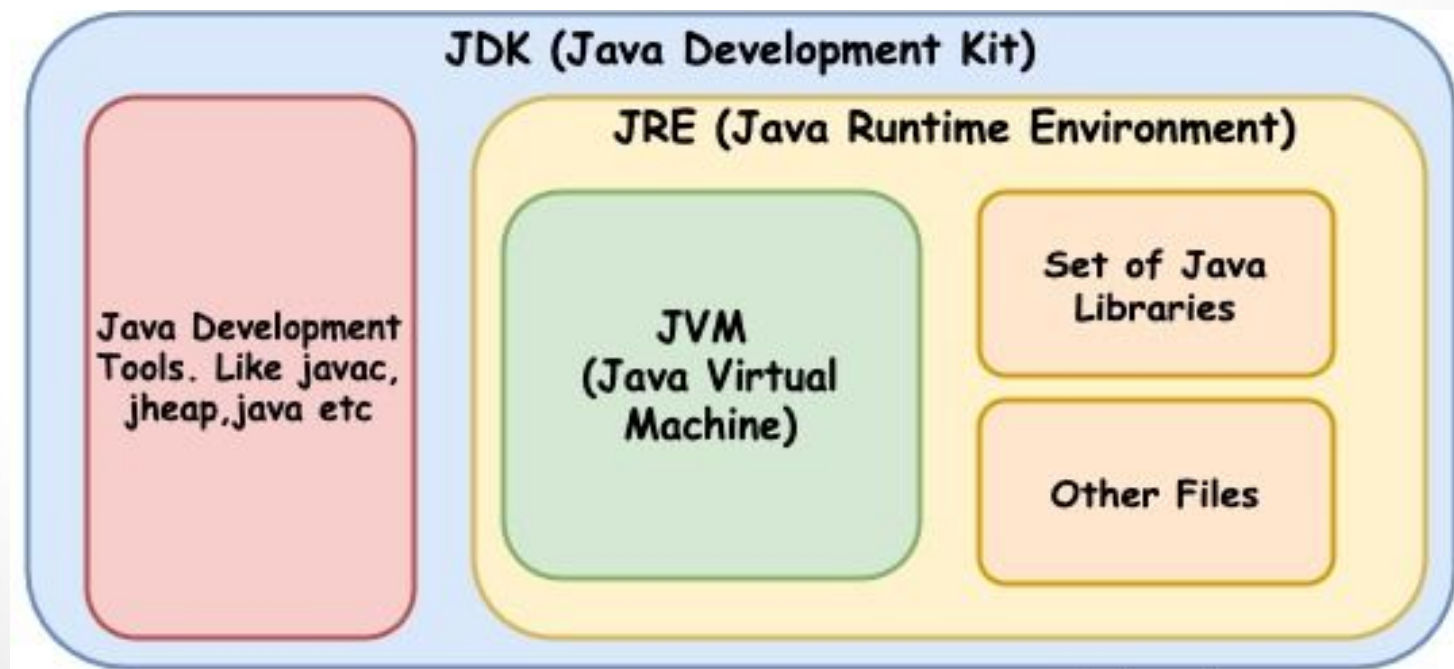 JDK (Java Development Kit)
JRE (Java Runtime Environment)
Java Development
Tools. Like javac,
jheap,java etc
JVM
(Java Virtual
Machine)
Set of Java
Libraries
Other Files